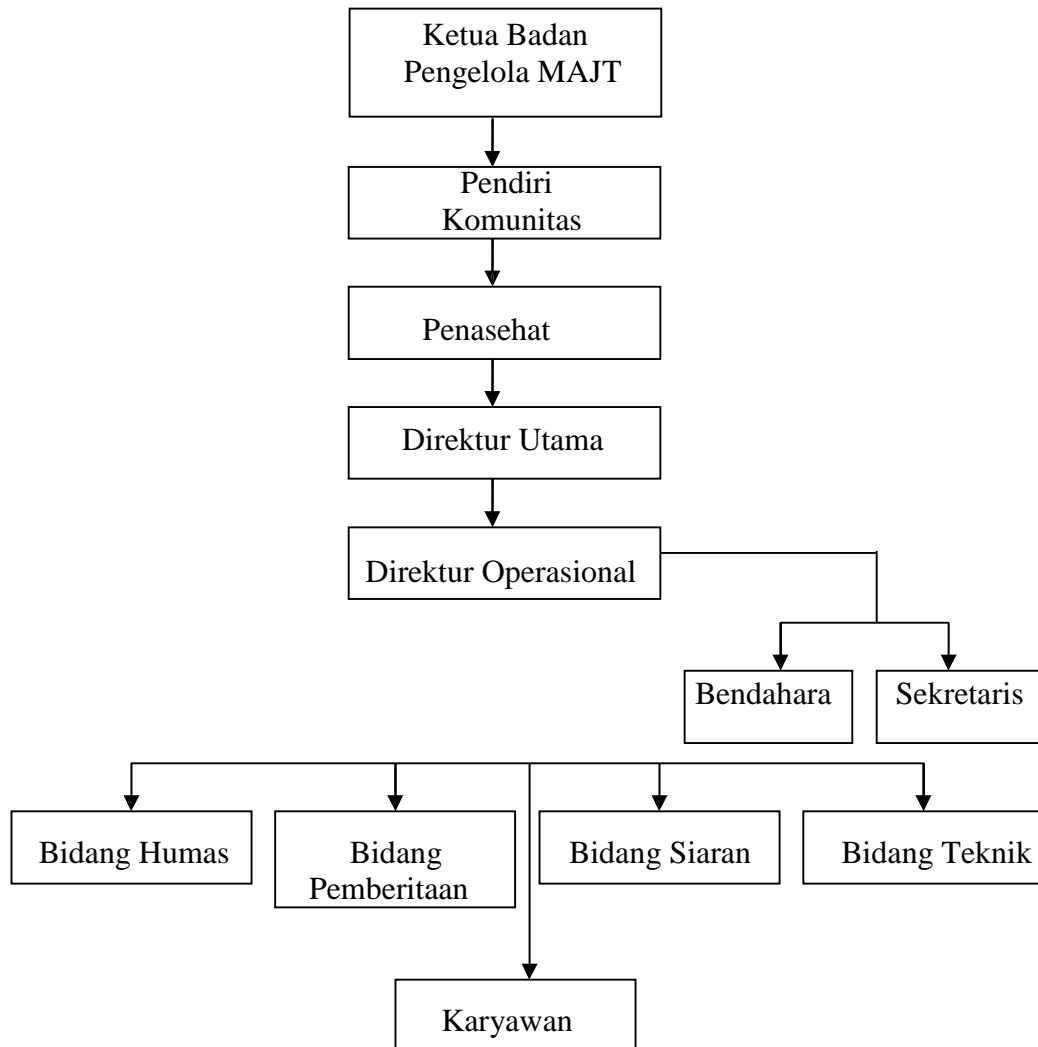 Ketua Badan
Pengelola MAJT
Pendiri
Komunitas
Penasehat
Direktur Utama
Direktur Operasional
Bendahara
Sekretaris
Bidang Humas
Bidang
Pemberitaan
Bidang Siaran
Bidang Teknik
Karyawan